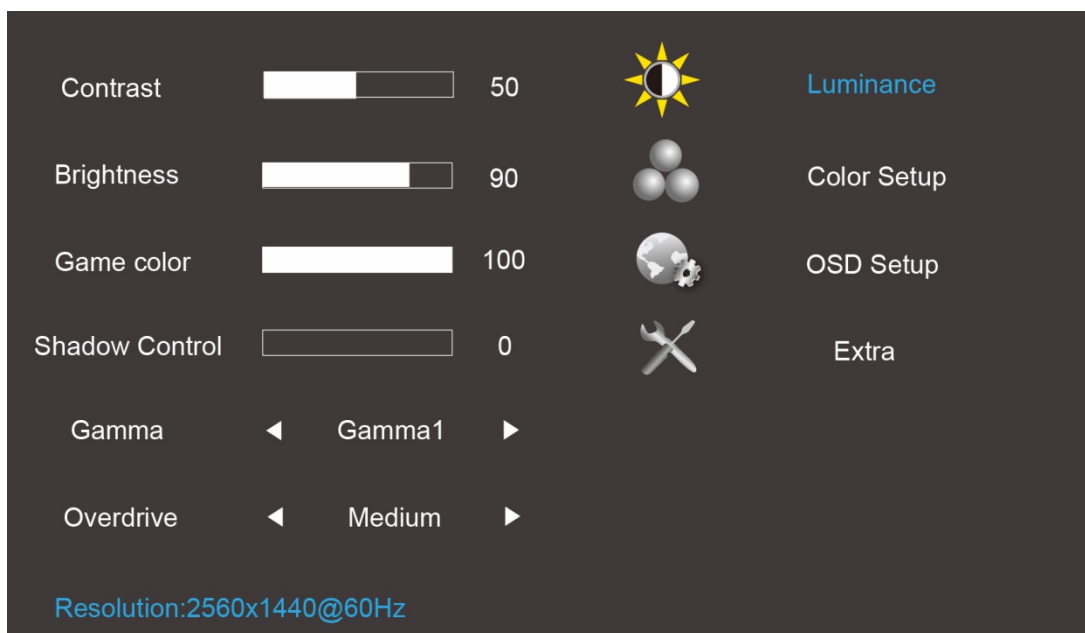 Contrast 50 Luminance
Brightness 90 Color Setup
Game color 100 OSD Setup
Shadow Control 0 Extra
Gamma Gamma1
Overdrive Medium
Resolution:2560x1440@60Hz